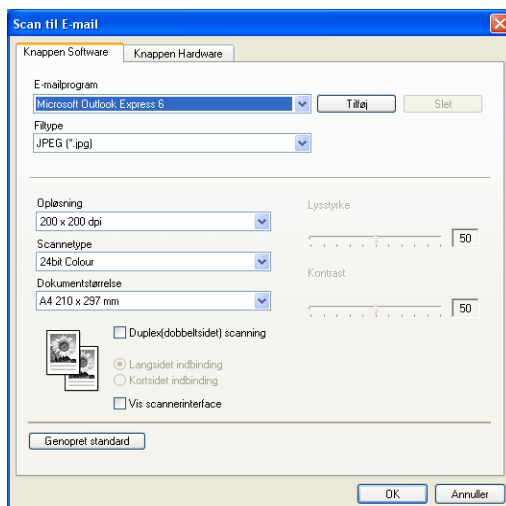 Scan til E-mail
Knappen Software
Knappen Hardware
E-mailprogram
Microsoft Outlook Express 6
Tilføj
Slet
Filtype
JPEG (*.jpg)
Opløsning
200 x 200 dpi
Scannetype
24bit Colour
Dokumentstørrelse
A4 210 x 297 mm
Lysstyrke
50
Kontrast
50
Duplex(dobbeltsidet) scanning
Langsidet indbinding
Kortsidet indbinding
Vis scannerinterface
Genopret standard
OK
Annuller